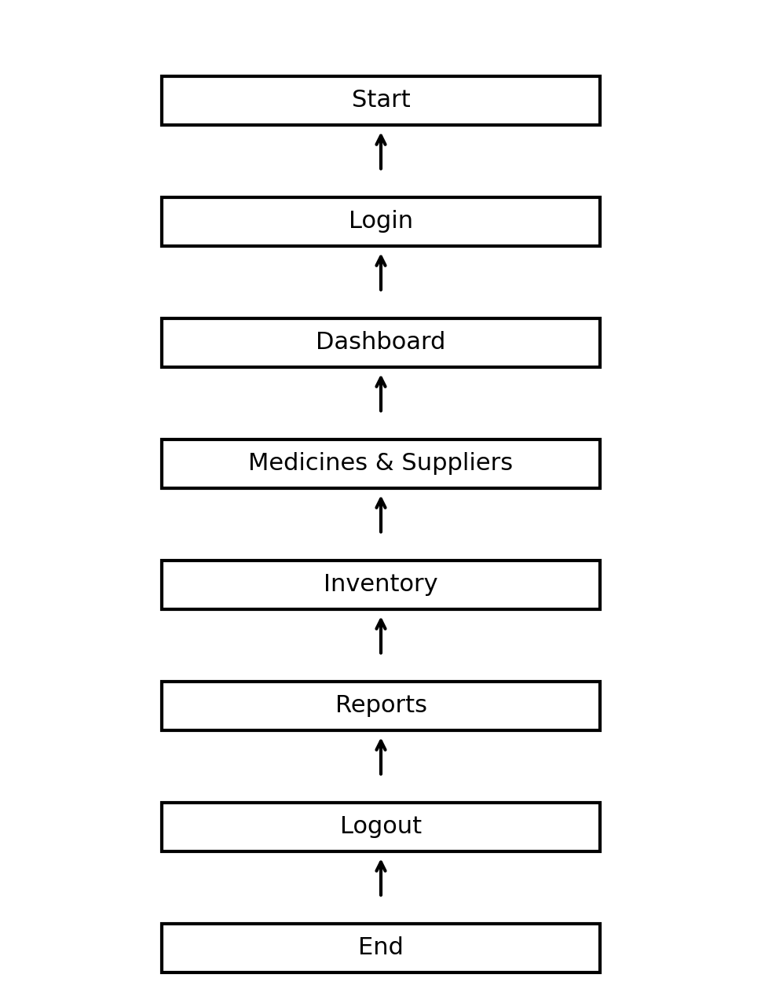 Start
Login
Dashboard
Medicines & Suppliers
Inventory
Reports
Logout
End